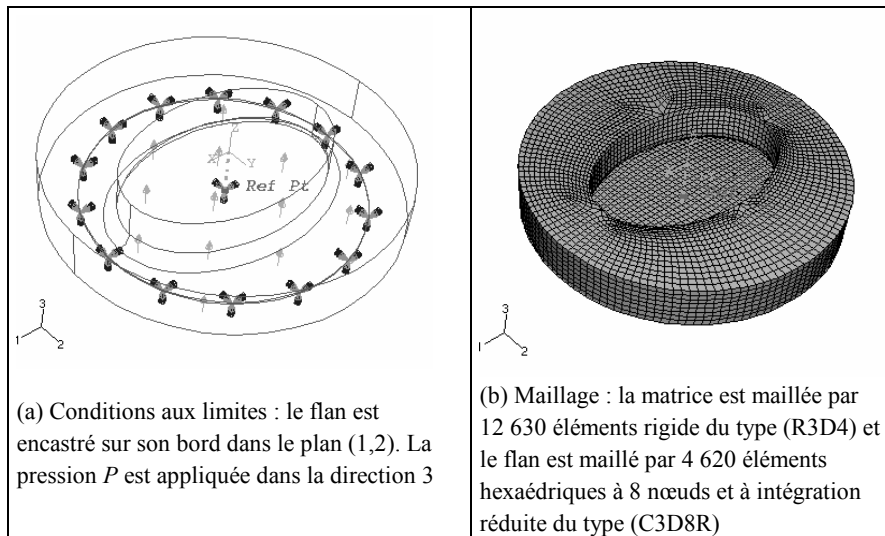 Z
X
Y
Ref Pt
3
1
2
(a) Conditions aux limites : le flan est
encastré sur son bord dans le plan (1,2). La
pression P est appliquée dans la direction 3
3
1
2
(b) Maillage : la matrice est maillée par
12 630 éléments rigide du type (R3D4) et
le flan est maillé par 4 620 éléments
hexaédriques à 8 nœuds et à intégration
réduite du type (C3D8R)